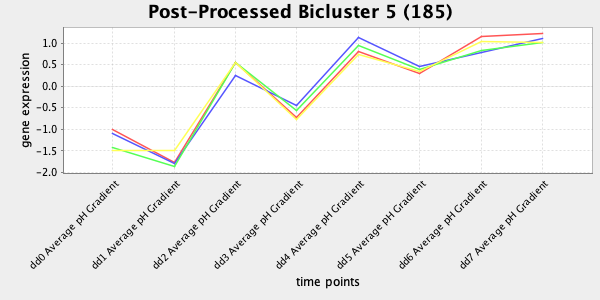 Post-Processed Bicluster 5 (185)
gene expression
1.0
0.5
0.0
-0.5
-1.0
-1.5
-2.0
dd0 Average pH Gradient
dd1 Average pH Gradient
dd2 Average pH Gradient
dd3 Average pH Gradient
dd4 Average pH Gradient
dd5 Average pH Gradient
dd6 Average pH Gradient
dd7 Average pH Gradient
time points